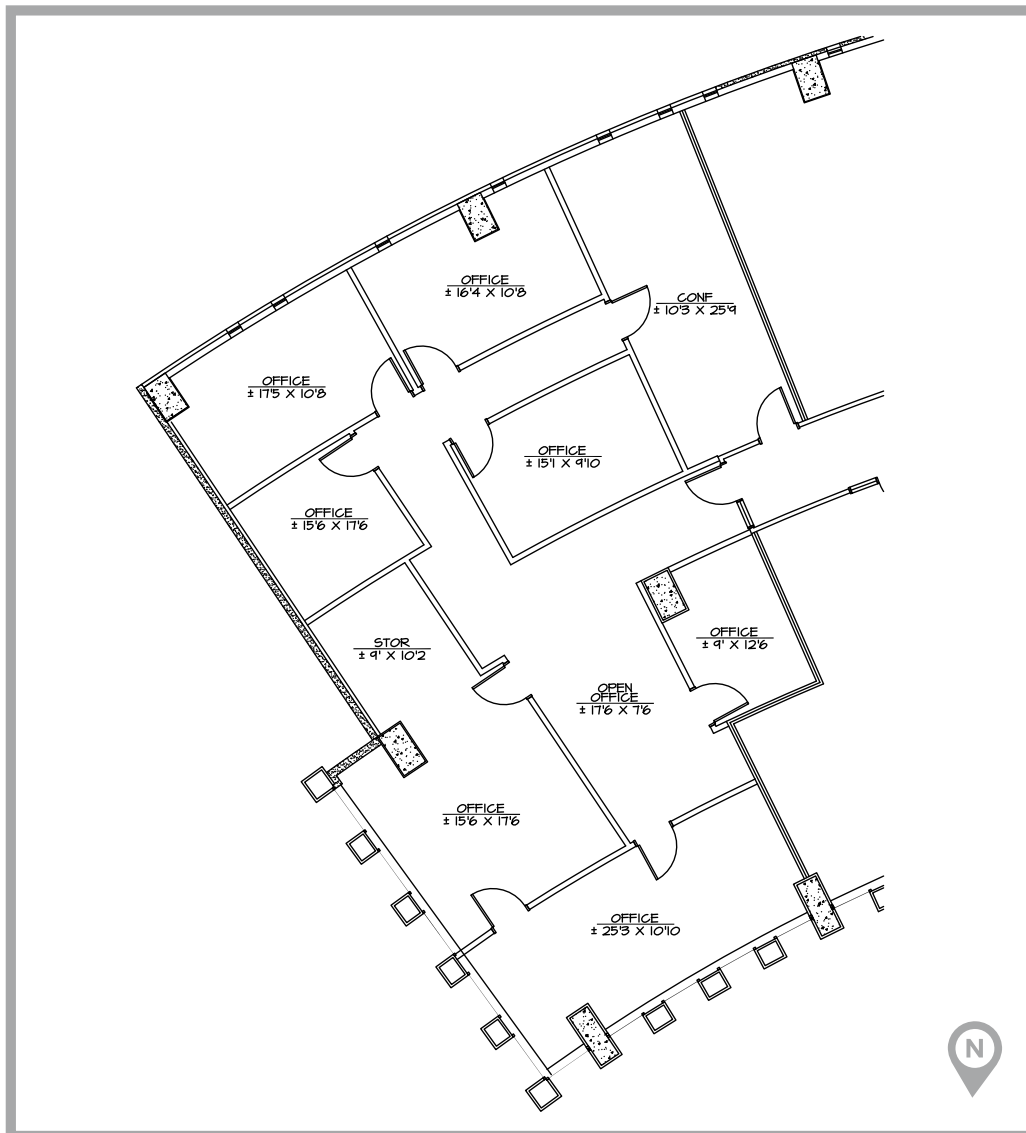 OFFICE
± 16'4 X 10'8
CONF
± 10'3 X 25'9
OFFICE
± 17'5 X 10'8
OFFICE
± 15'1 X 9'10
OFFICE
± 15'6 X 17'6
OFFICE
± 9' X 12'6
STOR
± 9' X 10'2
OPEN
OFFICE
± 17'6 X 7'6
OFFICE
± 15'6 X 17'6
OFFICE
± 25'3 X 10'10
N